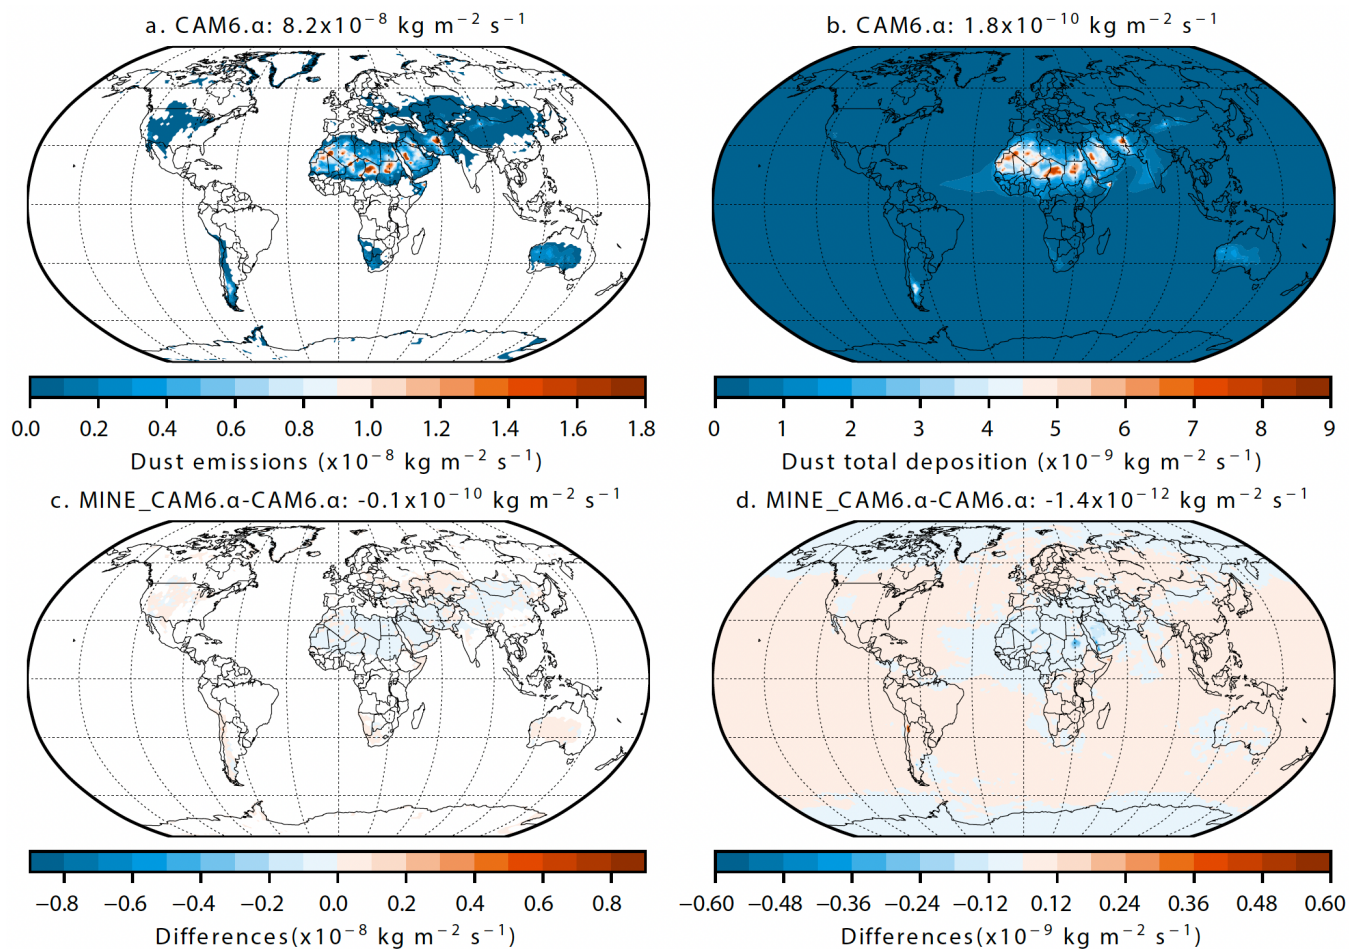 a. CAM6.α: 8.2x10⁻⁸ kg m⁻² s⁻¹
b. CAM6.α: 1.8x10⁻¹⁰ kg m⁻² s⁻¹
0.0 0.2 0.4 0.6 0.8 1.0 1.2 1.4 1.6 1.8
0 1 2 3 4 5 6 7 8 9
Dust emissions (x10⁻⁸ kg m⁻² s⁻¹)
Dust total deposition (x10⁻⁹ kg m⁻² s⁻¹)
c. MINE_CAM6.α-CAM6.α: -0.1x10⁻¹⁰ kg m⁻² s⁻¹
d. MINE_CAM6.α-CAM6.α: -1.4x10⁻¹² kg m⁻² s⁻¹
−0.8 −0.6 −0.4 −0.2 0.0 0.2 0.4 0.6 0.8
−0.60 −0.48 −0.36 −0.24 −0.12 0.12 0.24 0.36 0.48 0.60
Differences(x10⁻⁸ kg m⁻² s⁻¹)
Differences(x10⁻⁹ kg m⁻² s⁻¹)